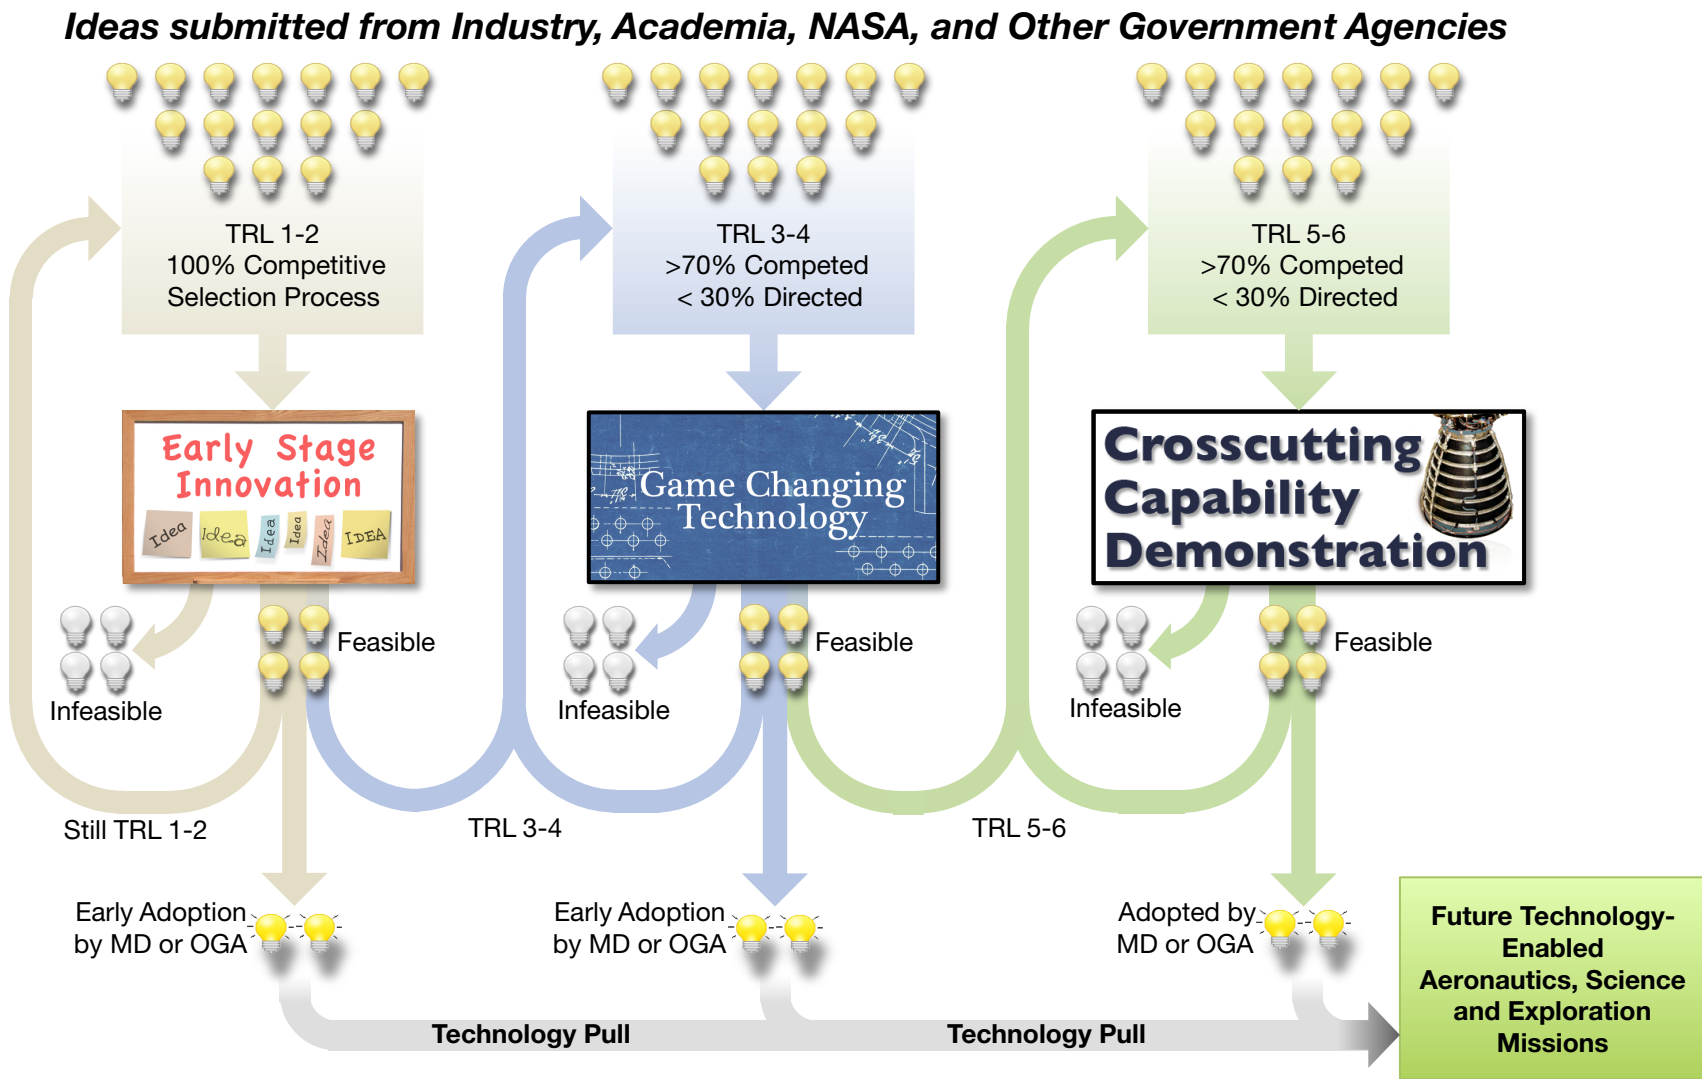 Ideas submitted from Industry, Academia, NASA, and Other Government Agencies
TRL 1-2
100% Competitive
Selection Process
TRL 3-4
>70% Competed
< 30% Directed
TRL 5-6
>70% Competed
< 30% Directed
Early Stage
Innovation
Idea
Idea
Idea
Idea
Idea
IDEA
Game Changing
Technology
Crosscutting
Capability
Demonstration
Infeasible
Feasible
Infeasible
Feasible
Infeasible
Feasible
Still TRL 1-2
TRL 3-4
TRL 5-6
Early Adoption
by MD or OGA
Early Adoption
by MD or OGA
Adopted by
MD or OGA
Technology Pull
Technology Pull
Future Technology-
Enabled
Aeronautics, Science
and Exploration
Missions